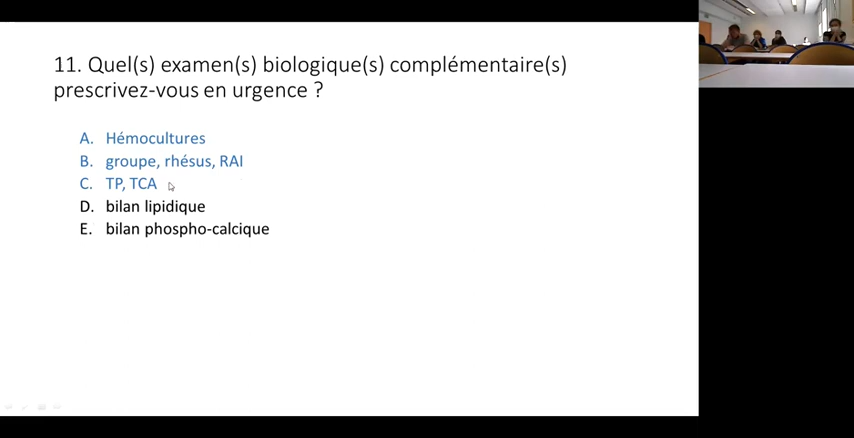 11. Quel(s) examen(s) biologique(s) complémentaire(s)
prescrivez-vous en urgence ?
A. Hémocultures
B. groupe, rhésus, RAI
C. TP, TCA
D. bilan lipidique
E. bilan phospho-calcique